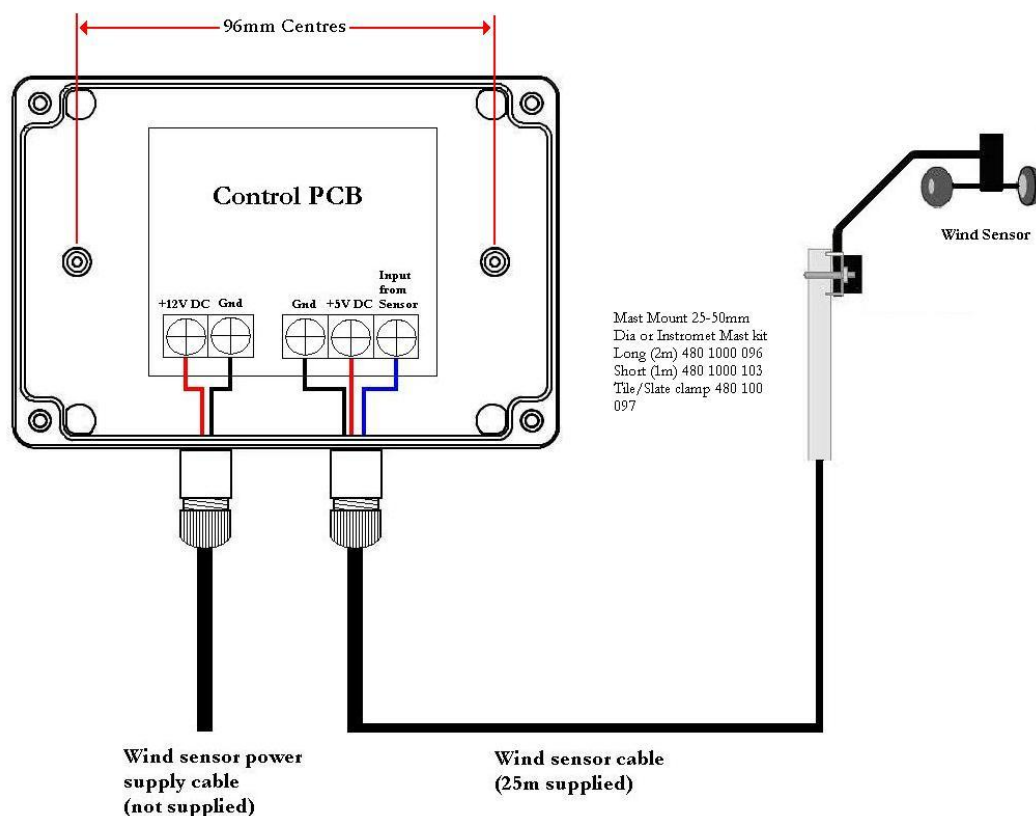 96mm Centres
Control PCB
Input
from
Sensor
+12V DC
Gnd
Gnd
+5V DC
Wind Sensor
Mast Mount 25-50mm
Dia or Instromet Mast kit
Long (2m) 480 1000 096
Short (1m) 480 1000 103
Tile/Slate clamp 480 100
097
Wind sensor power
supply cable
(not supplied)
Wind sensor cable
(25m supplied)